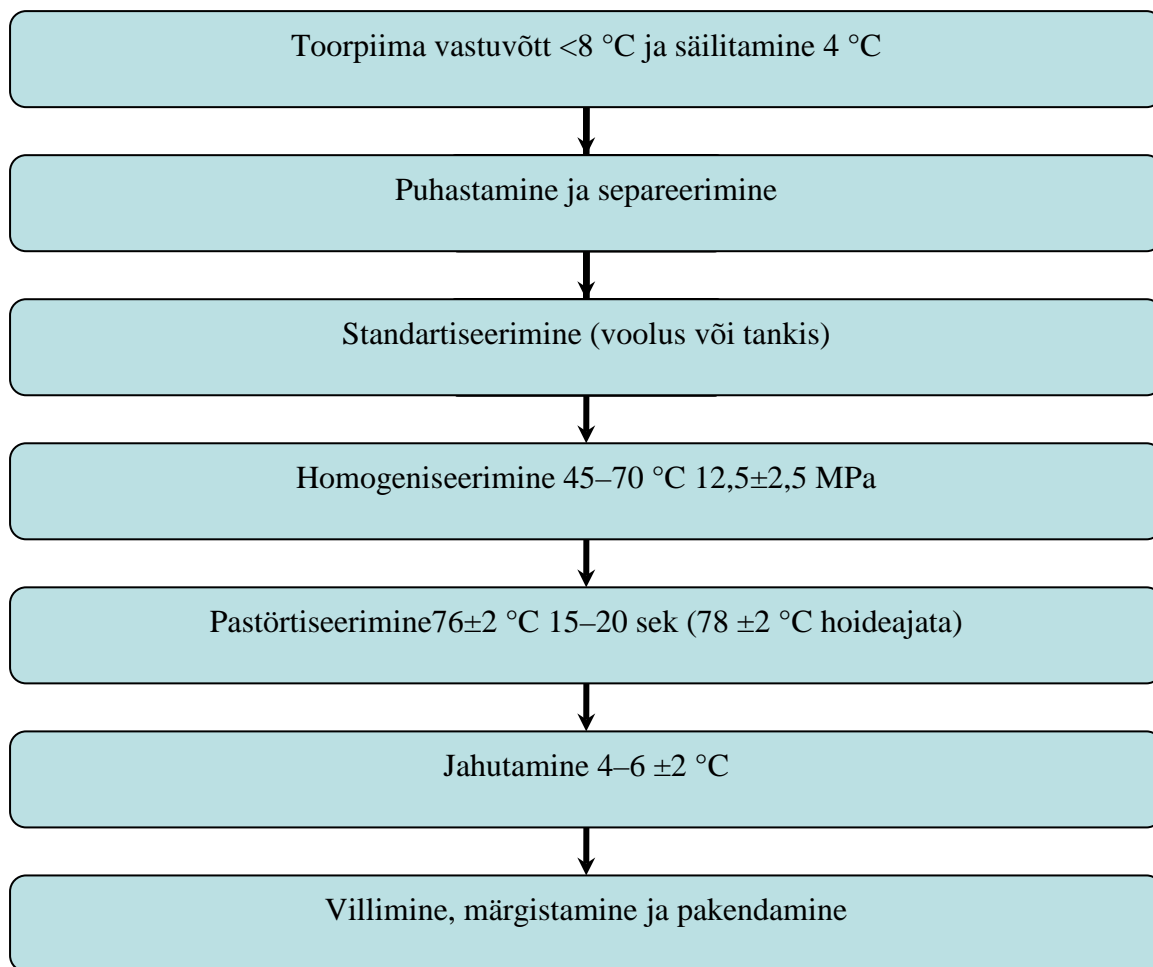 Toorpiima vastuvõtt <8 °C ja säilitamine 4 °C
Puhastamine ja separeerimine
Standartiseerimine (voolus või tankis)
Homogeniseerimine 45–70 °C 12,5±2,5 MPa
Pastörtiseerimine76±2 °C 15–20 sek (78 ±2 °C hoideajata)
Jahutamine 4–6 ±2 °C
Villimine, märgistamine ja pakendamine